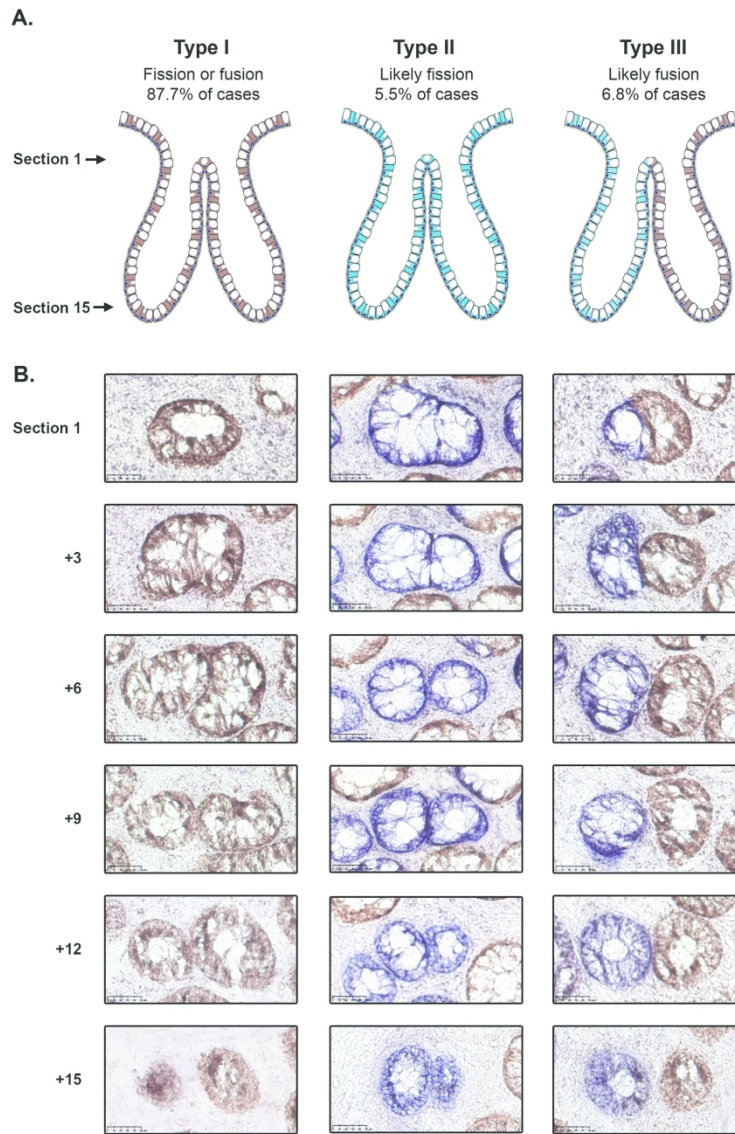 A.
Type I
Type II
Type III
Fission or fusion
87.7% of cases
Likely fission
5.5% of cases
Likely fusion
6.8% of cases
Section 1
Section 15
B.
Section 1
+3
+6
+9
+12
+15